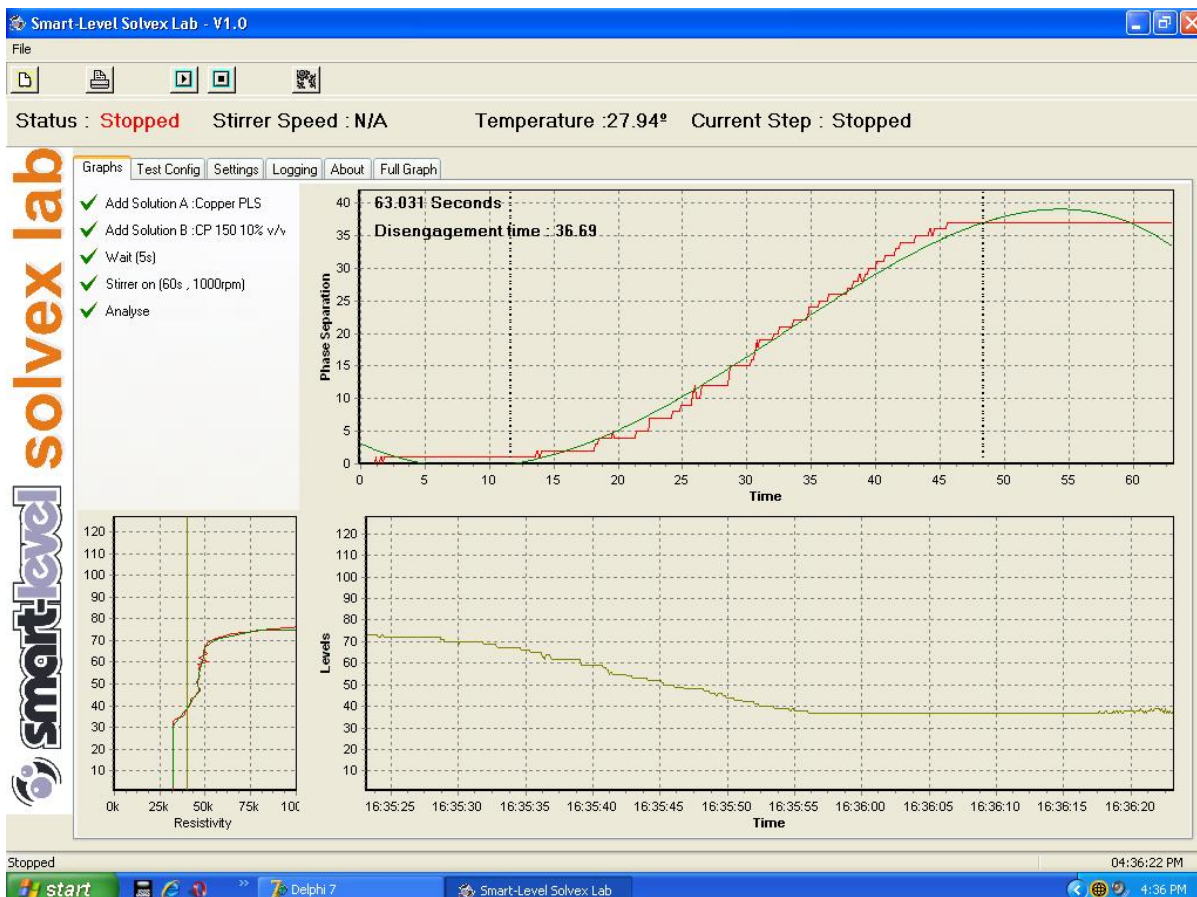 Smart-Level Solvex Lab - V1.0
File
Status : Stopped Stirrer Speed : N/A Temperature :27.94º Current Step : Stopped
smart-level solvex lab
Graphs Test Config Settings Logging About Full Graph
Add Solution A :Copper PLS
Add Solution B :CP 150 10% v/v
Wait (5s)
Stirrer on (60s , 1000rpm)
Analyse
63.031 Seconds
Disengagement time : 36.69
Phase Separation
40
35
30
25
20
15
10
5
0
0 5 10 15 20 25 30 35 40 45 50 55 60
Time
120
110
100
90
80
70
60
50
40
30
20
10
0k 25k 50k 75k 100
Resistivity
Levels
120
110
100
90
80
70
60
50
40
30
20
10
16:35:25 16:35:30 16:35:35 16:35:40 16:35:45 16:35:50 16:35:55 16:36:00 16:36:05 16:36:10 16:36:15 16:36:20
Time
Stopped 04:36:22 PM
start Delphi 7 Smart-Level Solvex Lab 4:36 PM